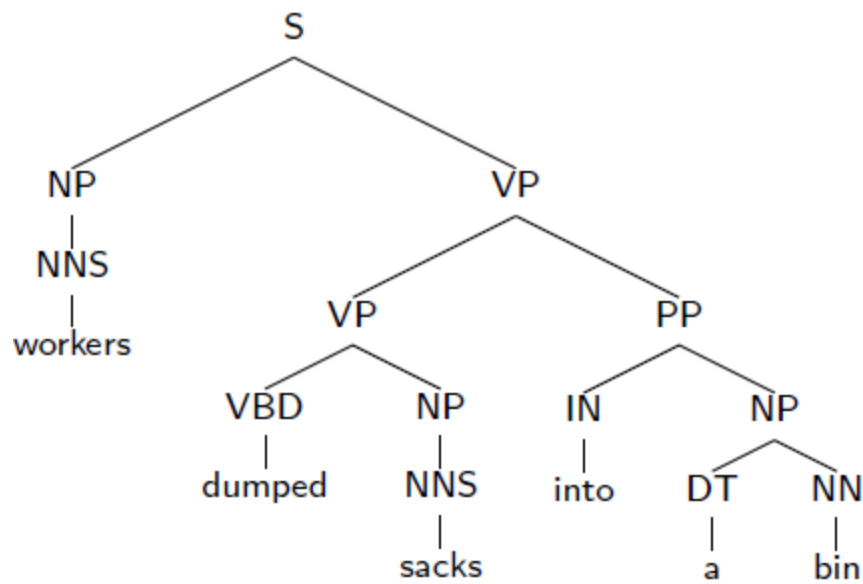 S
NP VP
NNS
VP PP
workers
VBD NP IN NP
dumped NNS into DT NN
sacks a bin